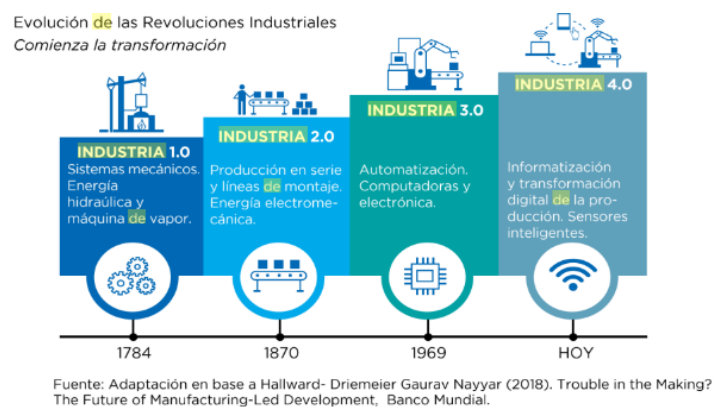 Evolución de las Revoluciones Industriales
Comienza la transformación
INDUSTRIA 1.0
Sistemas mecánicos.
Energía
hidraúlica y
máquina de vapor.
INDUSTRIA 2.0
Producción en serie
y líneas de montaje.
Energía electrome-
cánica.
INDUSTRIA 3.0
Automatización.
Computadoras y
electrónica.
INDUSTRIA 4.0
Informatización
y transformación
digital de la pro-
ducción. Sensores
inteligentes.
1784
1870
1969
HOY
Fuente: Adaptación en base a Hallward- Driemeier Gaurav Nayyar (2018). Trouble in the Making?
The Future of Manufacturing-Led Development, Banco Mundial.